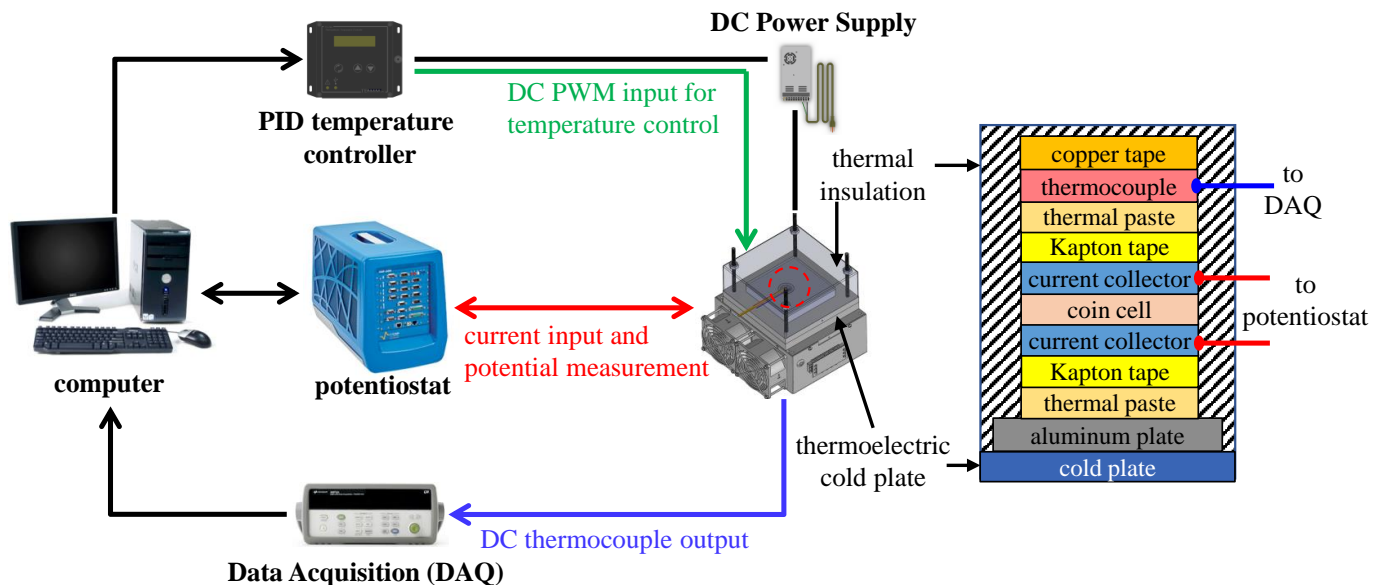 DC Power Supply
DC PWM input for
temperature control
PID temperature
controller
thermal
insulation
copper tape
thermocouple
thermal paste
Kapton tape
current collector
coin cell
current collector
Kapton tape
thermal paste
aluminum plate
cold plate
to
DAQ
to
potentiostat
computer
potentiostat
current input and
potential measurement
thermoelectric
cold plate
DC thermocouple output
Data Acquisition (DAQ)